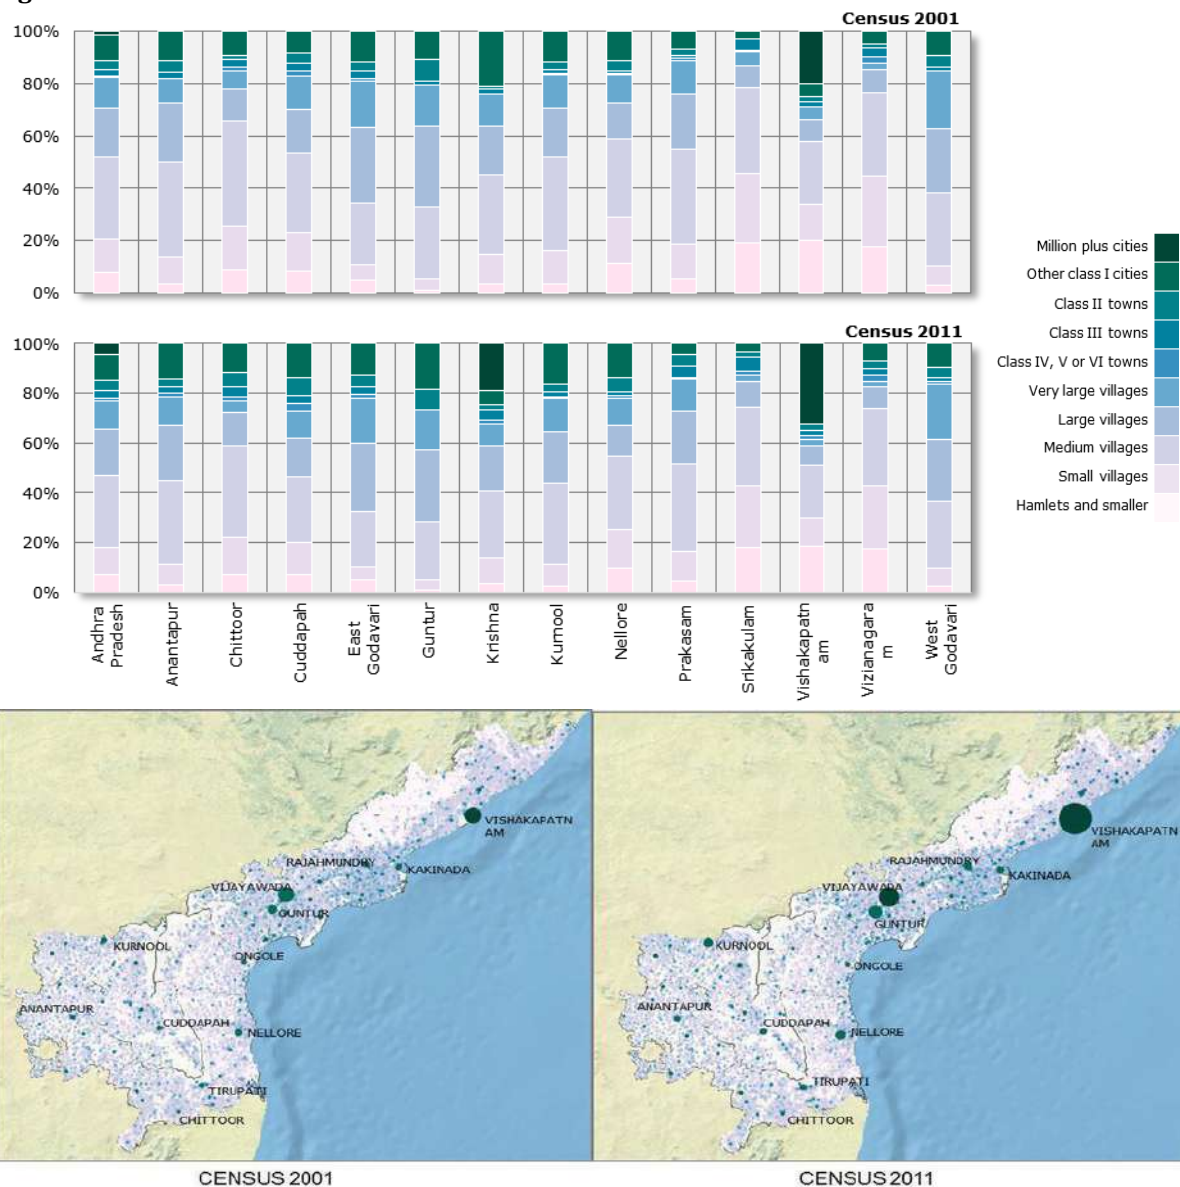 Census 2001
100%
80%
60%
40%
20%
0%
Census 2011
100%
80%
60%
40%
20%
0%
Andhra
Pradesh
Anantapur
Chittoor
Cuddapah
East
Godavari
Guntur
Krishna
Kurnool
Nellore
Prakasam
Srikakulam
Vishakapatn
am
Vizianagara
m
West
Godavari
Million plus cities
Other class I cities
Class II towns
Class III towns
Class IV, V or VI towns
Very large villages
Large villages
Medium villages
Small villages
Hamlets and smaller
VISHAKAPATN
AM
RAJAHMUNDRY
KAKINADA
VIJAYAWADA
GUNTUR
KURNOOL
ONGOLE
ANANTAPUR
CUDDAPAH
NELLORE
TIRUPATI
CHITTOOR
CENSUS 2001
VISHAKAPATN
AM
RAJAHMUNDRY
KAKINADA
VIJAYAWADA
GUNTUR
KURNOOL
ONGOLE
ANANTAPUR
CUDDAPAH
NELLORE
TIRUPATI
CHITTOOR
CENSUS 2011